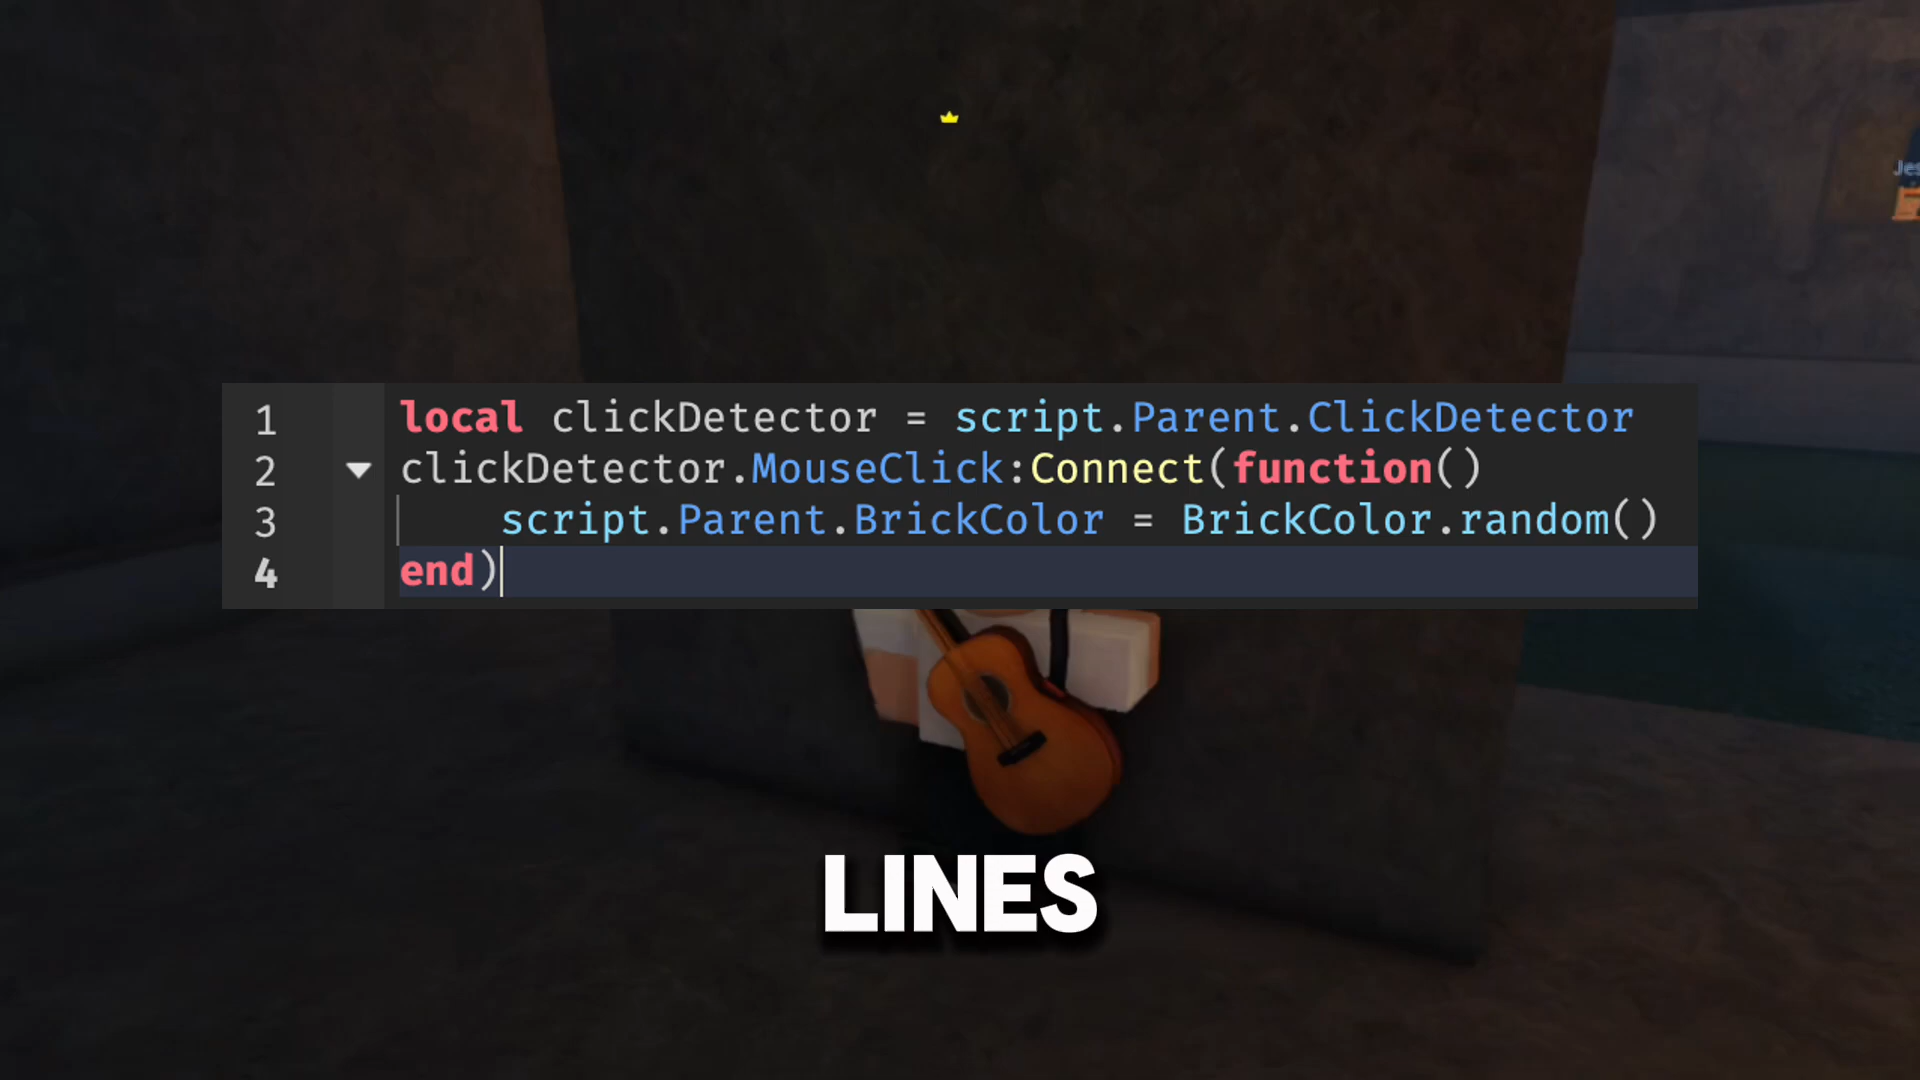 Jes
1 local clickDetector = script.Parent.ClickDetector
2 clickDetector.MouseClick:Connect(function()
3     script.Parent.BrickColor = BrickColor.random()
4 end)
LINES